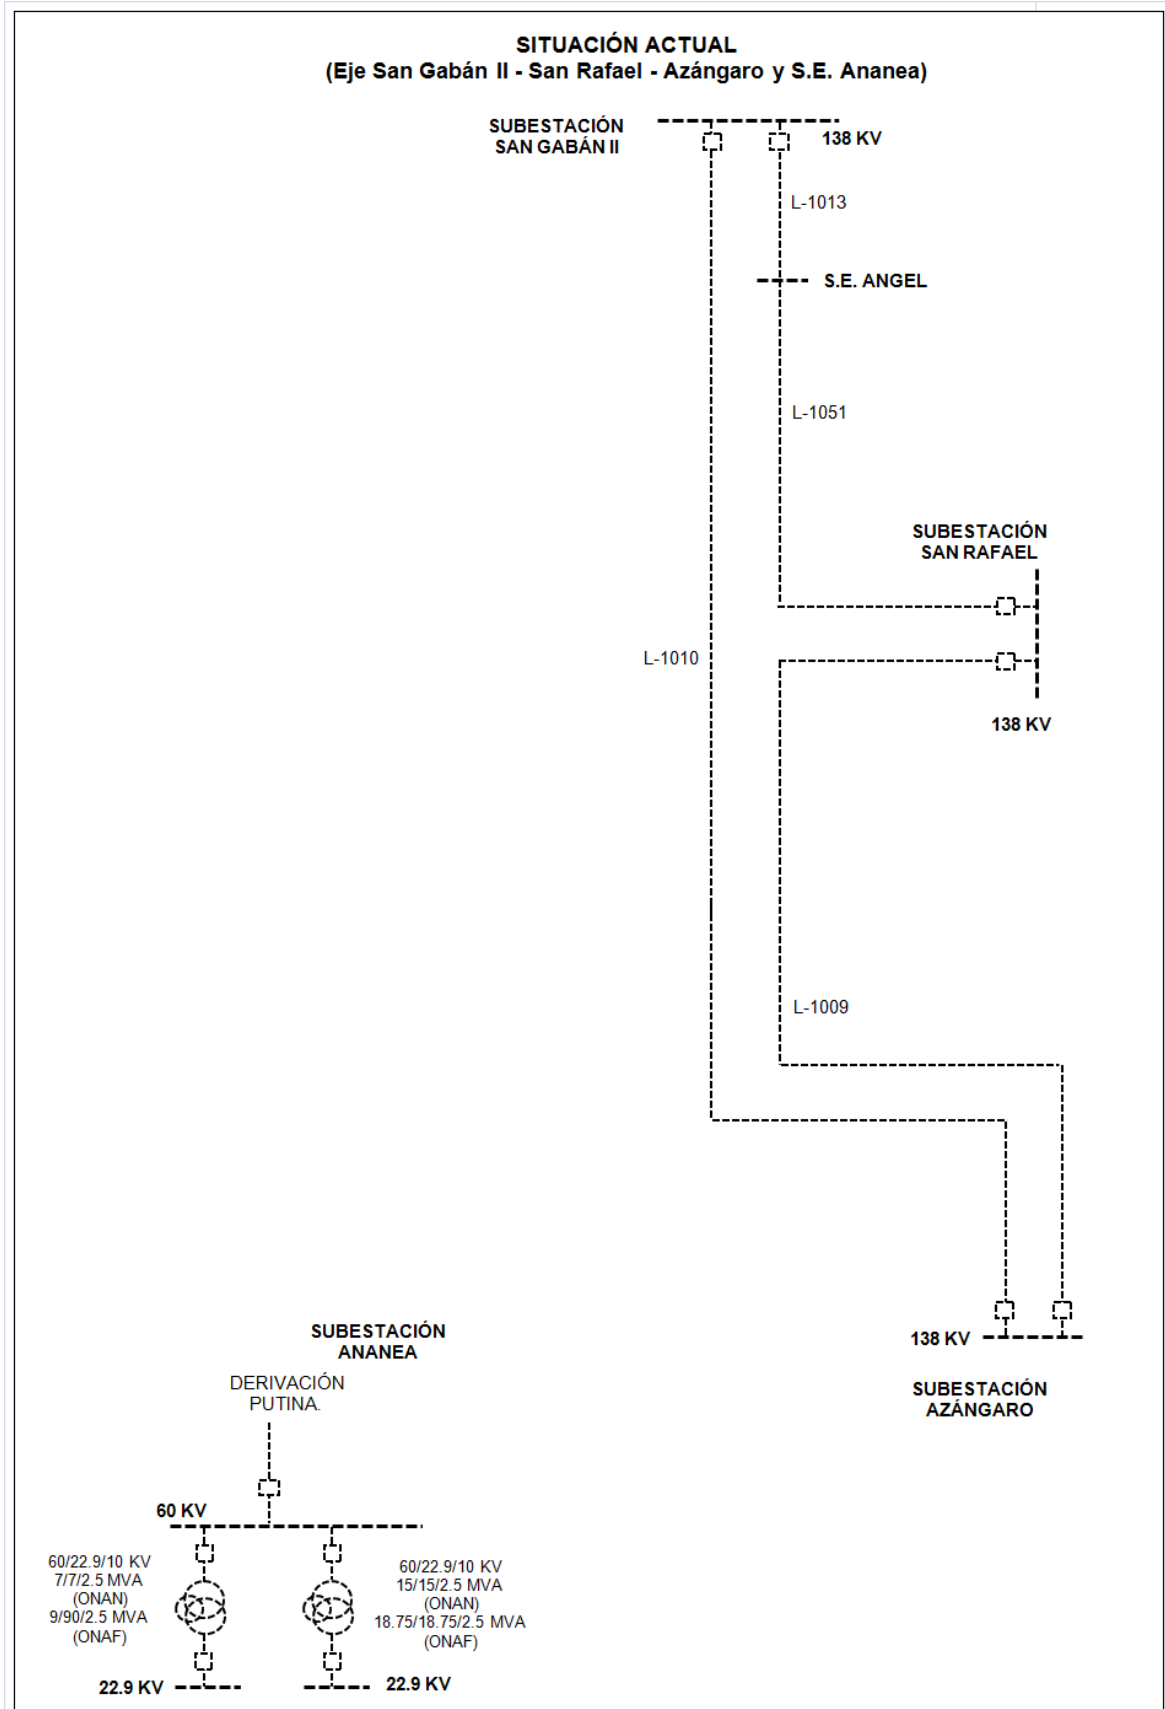 SITUACIÓN ACTUAL
(Eje San Gabán II - San Rafael - Azángaro y S.E. Ananea)
SUBESTACIÓN
SAN GABÁN II
138 KV
L-1013
S.E. ANGEL
L-1051
SUBESTACIÓN
SAN RAFAEL
L-1010
138 KV
L-1009
SUBESTACIÓN
ANANEA
138 KV
DERIVACIÓN
PUTINA.
SUBESTACIÓN
AZÁNGARO
60 KV
60/22.9/10 KV
7/7/2.5 MVA
(ONAN)
9/90/2.5 MVA
(ONAF)
60/22.9/10 KV
15/15/2.5 MVA
(ONAN)
18.75/18.75/2.5 MVA
(ONAF)
22.9 KV
22.9 KV